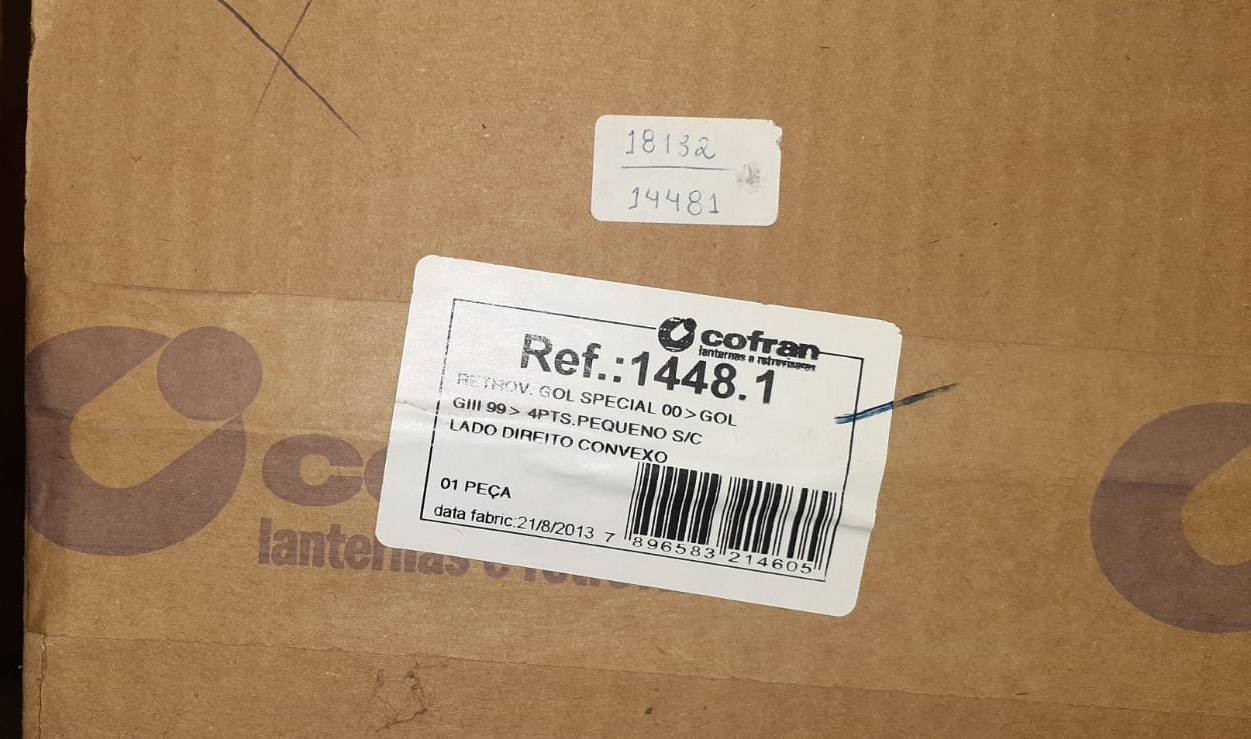 18132
14481
cofran
lanternas e retrovisores
Ref.:1448.1
RETROV. GOL SPECIAL 00>GOL
GIII 99> 4PTS.PEQUENO S/C
LADO DIREITO CONVEXO
01 PEÇA
data fabric:21/8/2013
7 896583 214605
lanternas e